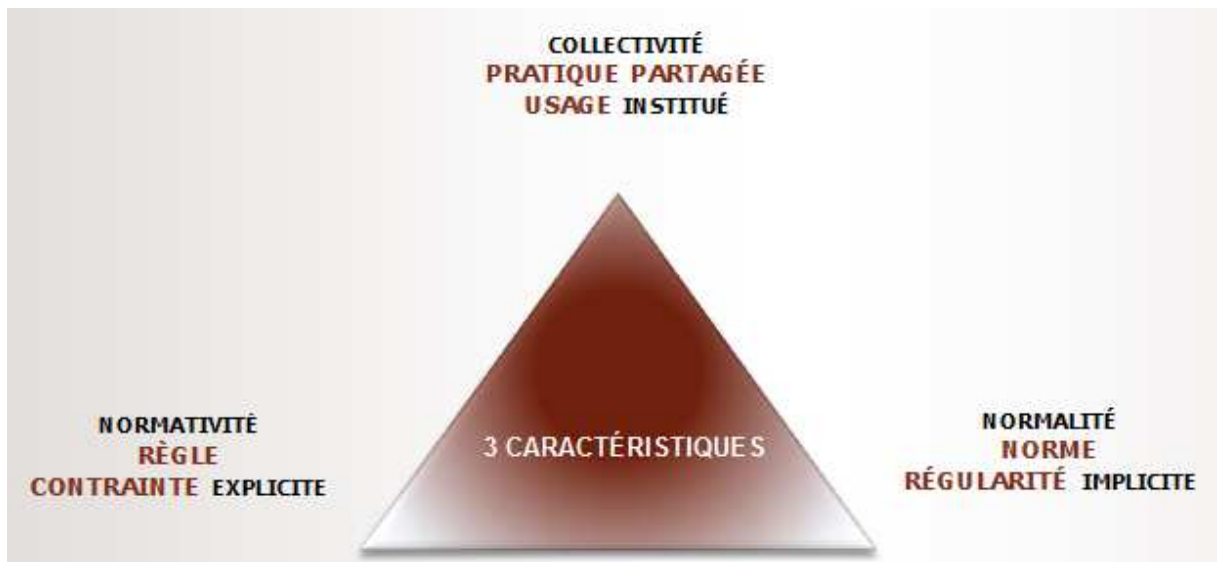 COLLECTIVITÉ
PRATIQUE PARTAGÉE
USAGE INSTITUÉ
NORMATIVITÉ
RÈGLE
CONTRAINTE EXPLICITE
3 CARACTÉRISTIQUES
NORMALITÉ
NORME
RÉGULARITÉ IMPLICITE